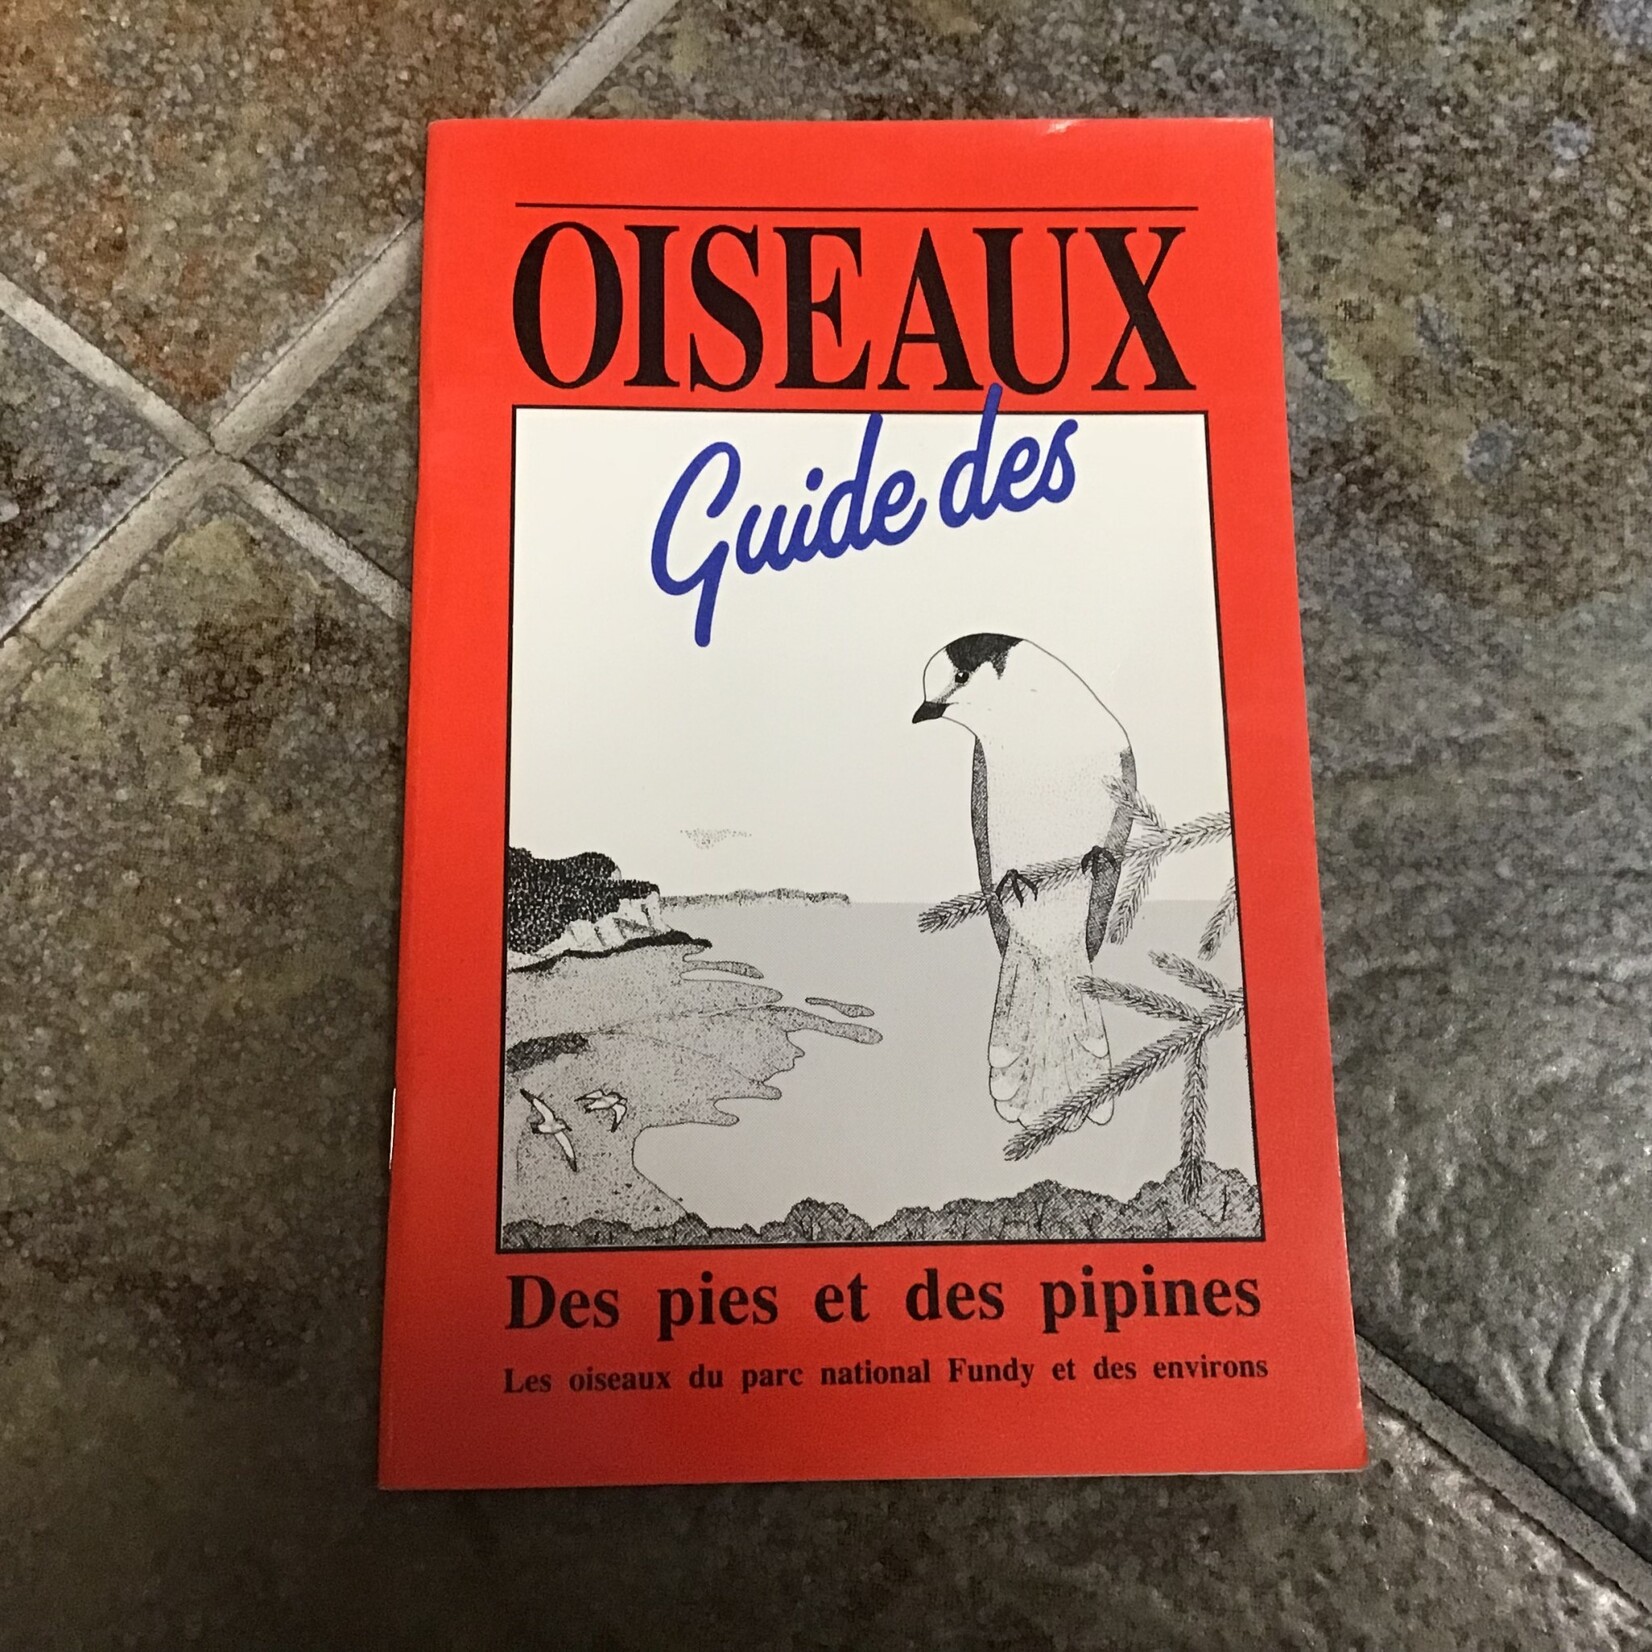 OISEAUX
Guide des
Des pies et des pipines
Les oiseaux du parc national Fundy et des environs